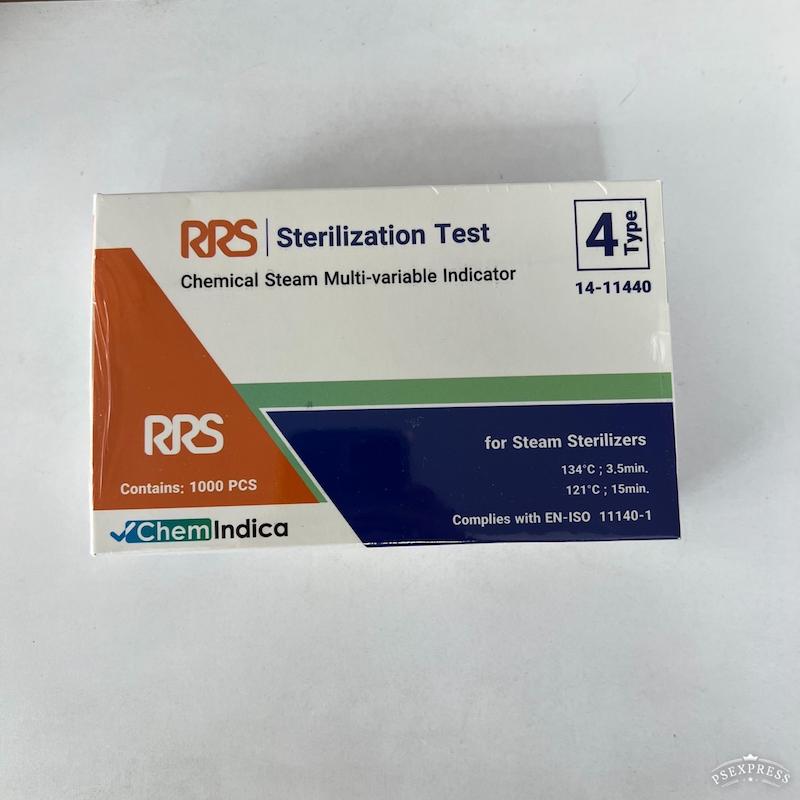 RRS Sterilization Test
4 Type
Chemical Steam Multi-variable Indicator
14-11440
RRS
for Steam Sterilizers
134°C ; 3.5min.
Contains: 1000 PCS
121°C ; 15min.
Complies with EN-ISO 11140-1
ChemIndica
PSEXPRESS